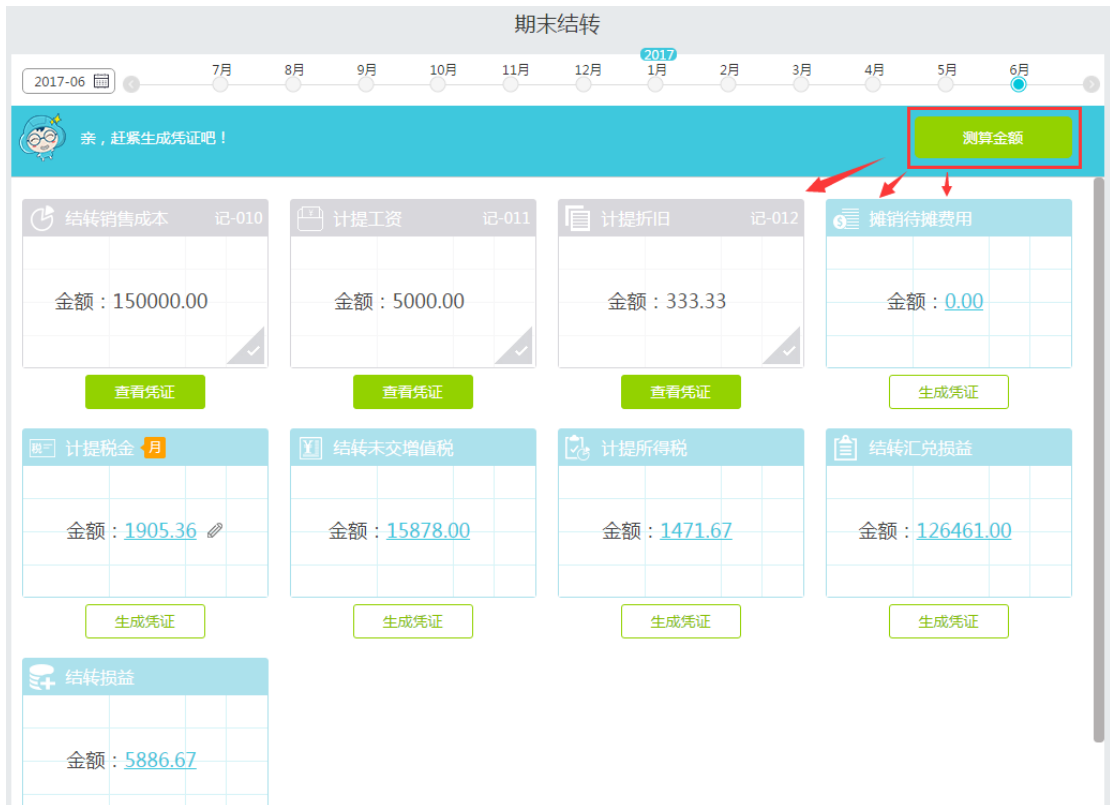 期末结转
2017
2017-06 7月 8月 9月 10月 11月 12月 1月 2月 3月 4月 5月 6月
亲，赶紧生成凭证吧！ 测算金额
结转销售成本 记-010 计提工资 记-011 计提折旧 记-012 摊销待摊费用
金额：150000.00 金额：5000.00 金额：333.33 金额：0.00
查看凭证 查看凭证 查看凭证 生成凭证
税 计提税金 月 结转未交增值税 计提所得税 结转汇兑损益
金额：1905.36 金额：15878.00 金额：1471.67 金额：126461.00
生成凭证 生成凭证 生成凭证 生成凭证
结转损益
金额：5886.67